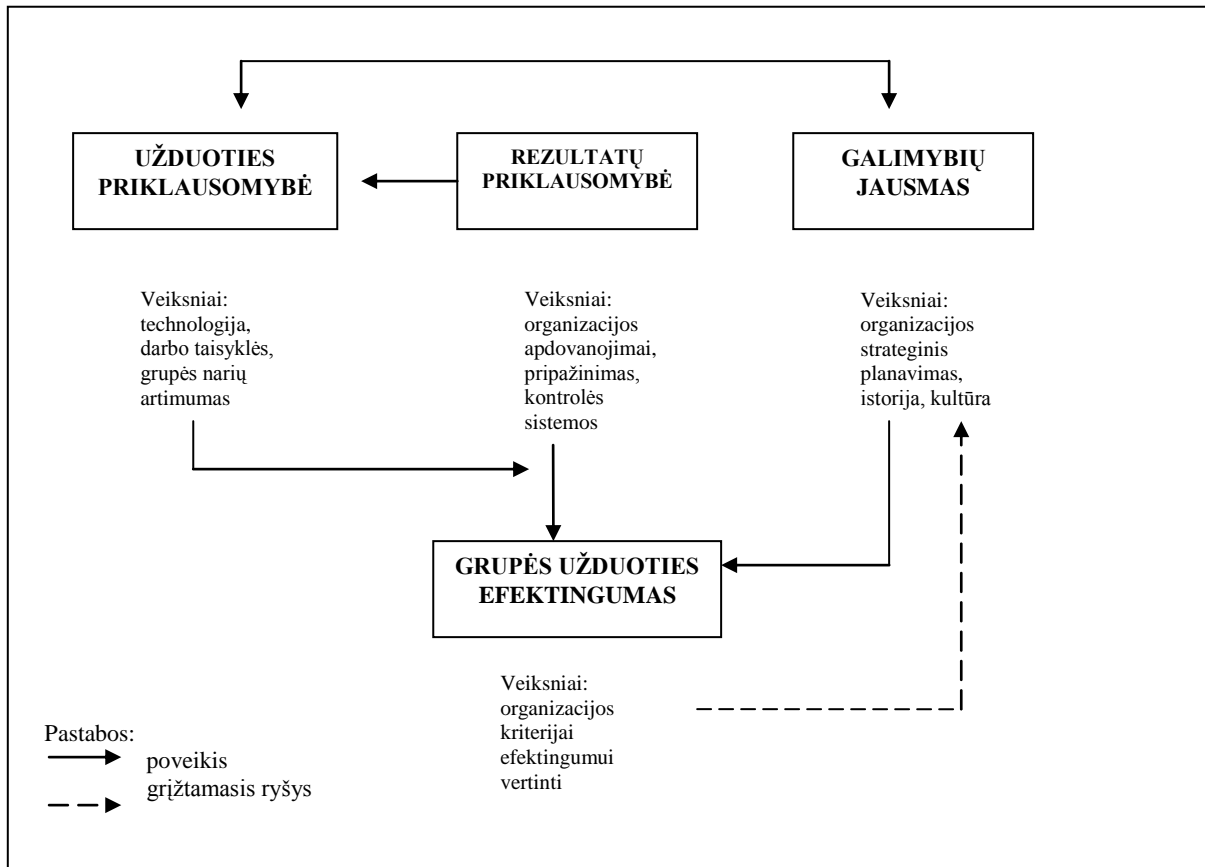 UŽDUOTIES
PRIKLAUSOMYBĖ
REZULTATŲ
PRIKLAUSOMYBĖ
GALIMYBIŲ
JAUSMAS
Veiksniai:
technologija,
darbo taisyklės,
grupės narių
artimumas
Veiksniai:
organizacijos
apdovanojimai,
pripažinimas,
kontrolės
sistemos
Veiksniai:
organizacijos
strateginis
planavimas,
istorija, kultūra
GRUPĖS UŽDUOTIES
EFEKTINGUMAS
Veiksniai:
organizacijos
kriterijai
efektingumui
vertinti
Pastabos:
poveikis
grįžtamasis ryšys